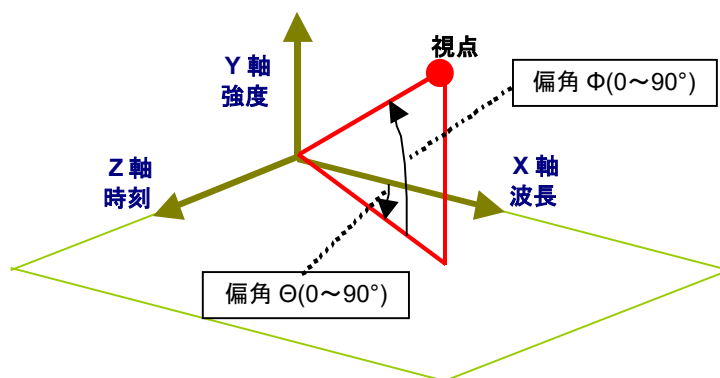 視点
Y 軸
強度
偏角 Φ(0～90°)
Z 軸
時刻
X 軸
波長
偏角 Θ(0～90°)